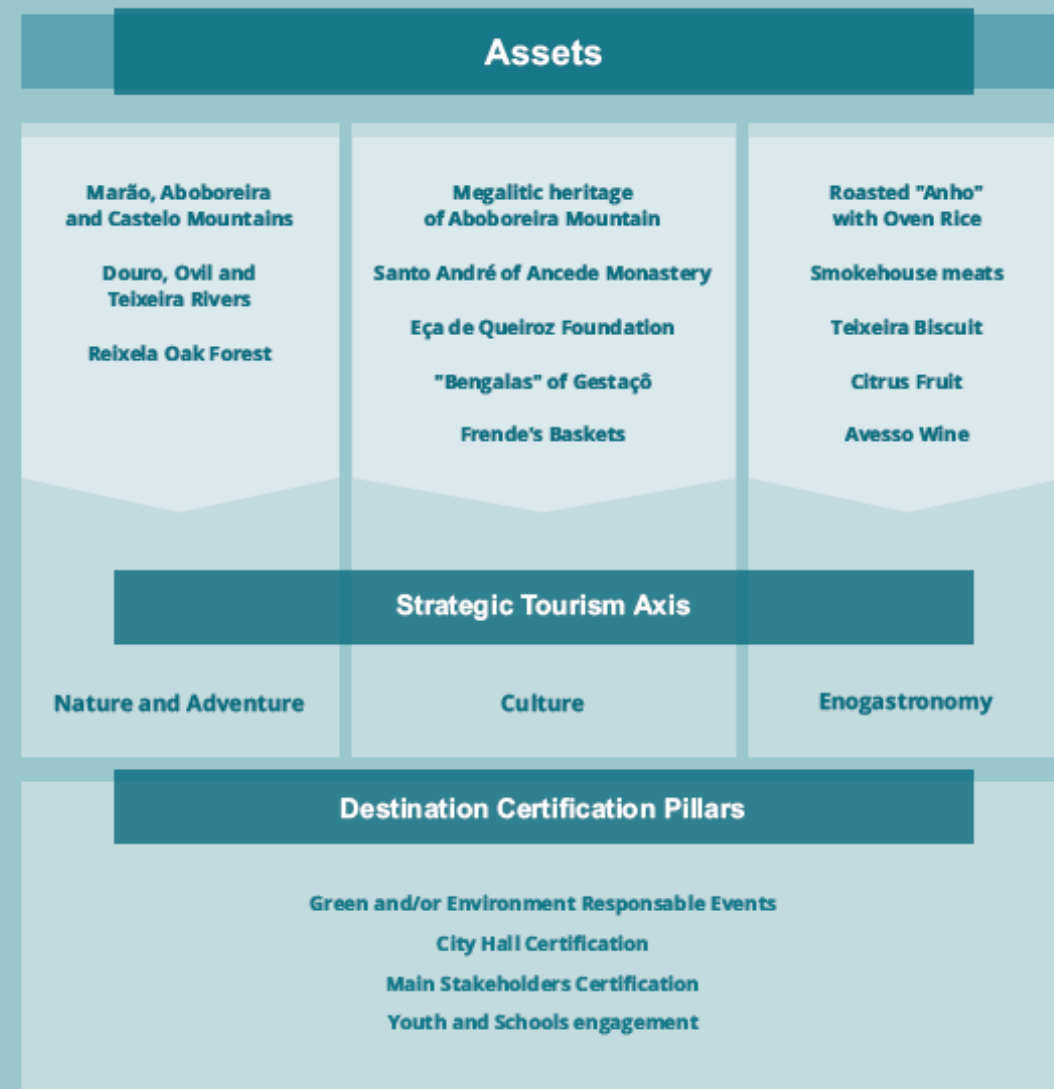 Assets
Marão, Aboboreira
and Castelo Mountains
Douro, Ovil and
Teixeira Rivers
Reixela Oak Forest
Megalitic heritage
of Aboboreira Mountain
Santo André of Ancede Monastery
Eça de Queiroz Foundation
"Bengalas" of Gestaçô
Frende's Baskets
Roasted "Anho"
with Oven Rice
Smokehouse meats
Teixeira Biscuit
Citrus Fruit
Avesso Wine
Strategic Tourism Axis
Nature and Adventure
Culture
Enogastronomy
Destination Certification Pillars
Green and/or Environment Responsable Events
City Hall Certification
Main Stakeholders Certification
Youth and Schools engagement